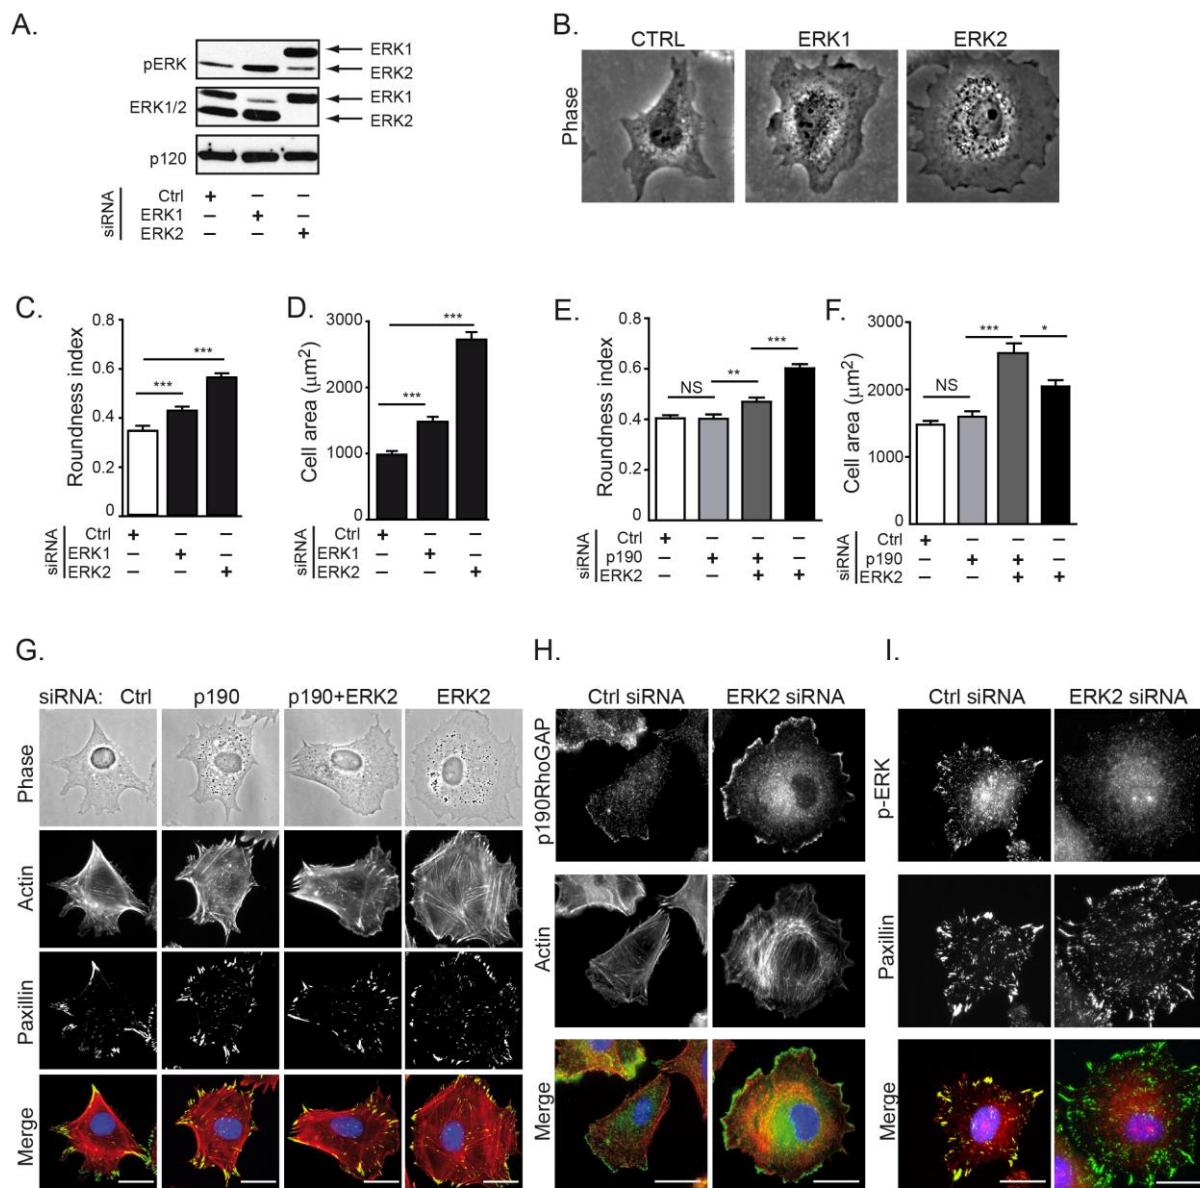 A.
pERK
ERK1
ERK2
ERK1/2
ERK1
ERK2
p120
siRNA
Ctrl + – –
ERK1 – + –
ERK2 – – +
B.
CTRL ERK1 ERK2
Phase
C.
Roundness index
0.8
0.6
0.4
0.2
0
***
***
siRNA
Ctrl + – –
ERK1 – + –
ERK2 – – +
D.
Cell area (μm²)
3000
2000
1000
0
***
***
siRNA
Ctrl + – –
ERK1 – + –
ERK2 – – +
E.
Roundness index
0.8
0.6
0.4
0.2
0
NS
**
***
siRNA
Ctrl + – – –
p190 – + + –
ERK2 – – + +
F.
Cell area (μm²)
3000
2000
1000
0
NS
***
*
siRNA
Ctrl + – – –
p190 – + + –
ERK2 – – + +
G.
siRNA: Ctrl p190 p190+ERK2 ERK2
Phase
Actin
Paxillin
Merge
H.
Ctrl siRNA ERK2 siRNA
p190RhoGAP
Actin
Merge
I.
Ctrl siRNA ERK2 siRNA
p-ERK
Paxillin
Merge